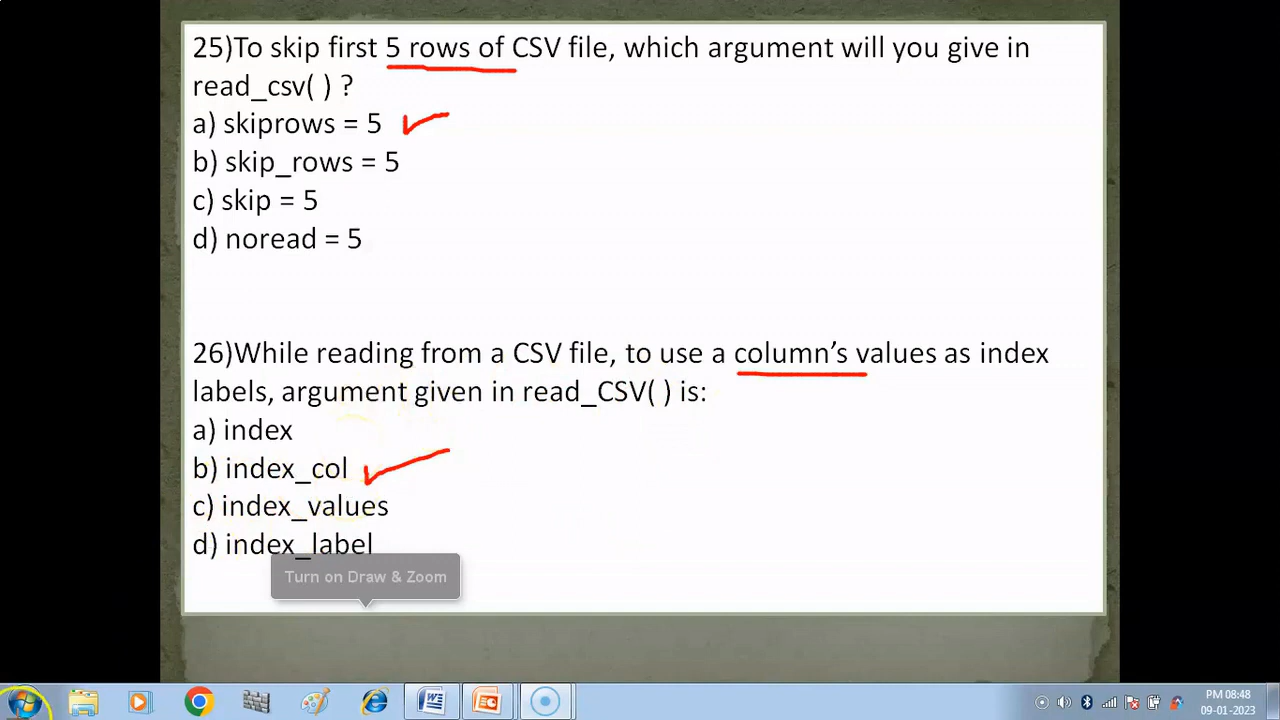 25)To skip first 5 rows of CSV file, which argument will you give in
read_csv( ) ?
a) skiprows = 5
b) skip_rows = 5
c) skip = 5
d) noread = 5
26)While reading from a CSV file, to use a column’s values as index
labels, argument given in read_CSV( ) is:
a) index
b) index_col
c) index_values
d) index_label
Turn on Draw & Zoom
PM 08:48
09-01-2023